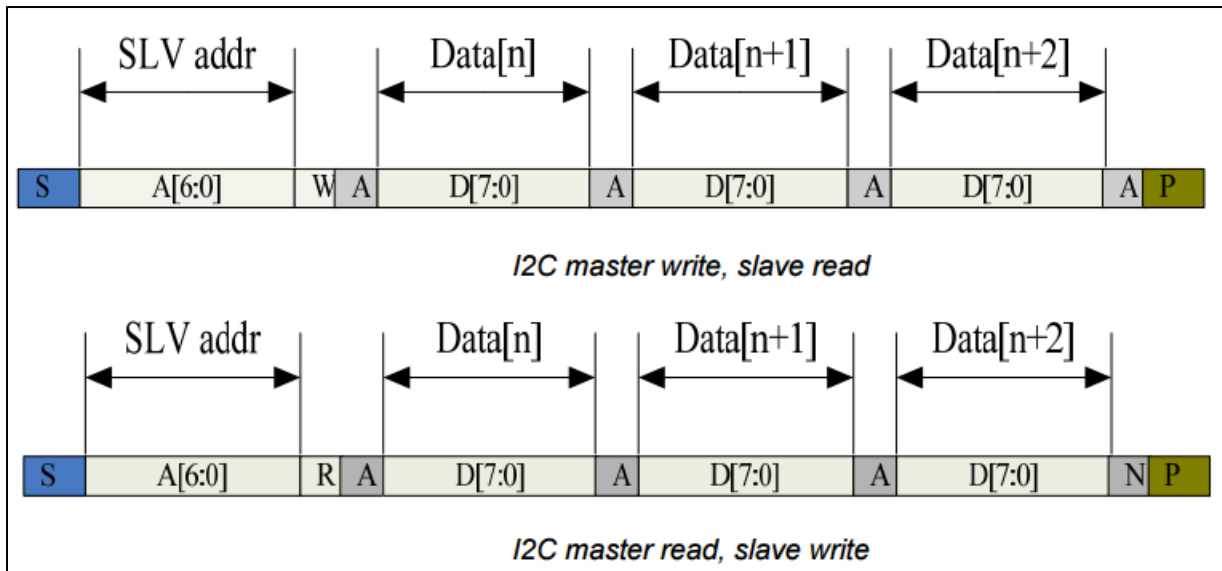 SLV addr Data[n] Data[n+1] Data[n+2]
S A[6:0] W A D[7:0] A D[7:0] A D[7:0] A P
I2C master write, slave read
SLV addr Data[n] Data[n+1] Data[n+2]
S A[6:0] R A D[7:0] A D[7:0] A D[7:0] N P
I2C master read, slave write